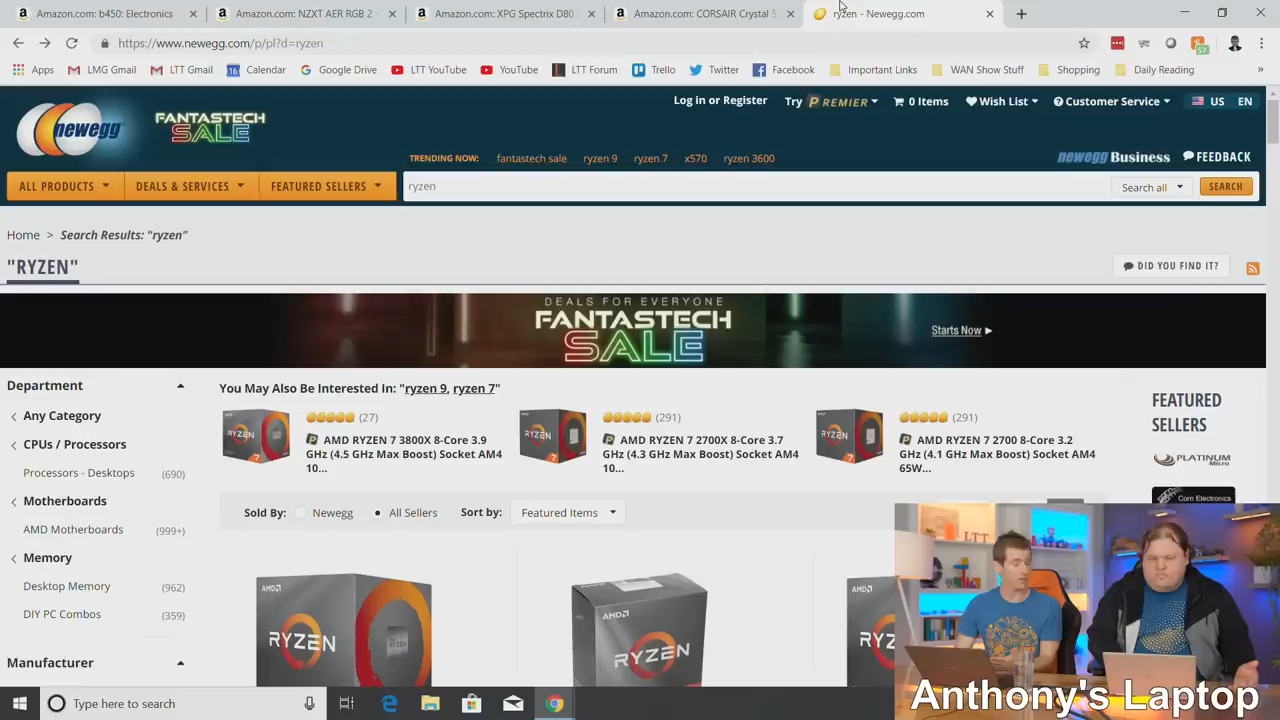 Amazon.com: b450: Electronics
Amazon.com: NZXT AER RGB 2
Amazon.com: XPG Spectrix D80
Amazon.com: CORSAIR Crystal 5
ryzen - Newegg.com
https://www.newegg.com/p/pl?d=ryzen
57
Apps
LMG Gmail
LTT Gmail
16
Calendar
Google Drive
LTT YouTube
YouTube
LTT Forum
Trello
Twitter
Facebook
Important Links
WAN Show Stuff
Shopping
Daily Reading
»
newegg
FANTASTECH
SALE
Log in or Register
Try PREMIER
0 Items
Wish List
Customer Service
US
EN
TRENDING NOW:
fantastech sale
ryzen 9
ryzen 7
x570
ryzen 3600
newegg Business
FEEDBACK
ALL PRODUCTS
DEALS & SERVICES
FEATURED SELLERS
ryzen
Search all
SEARCH
Home > Search Results: "ryzen"
"RYZEN"
DID YOU FIND IT?
DEALS FOR EVERYONE
FANTASTECH
SALE
Starts Now
Department
Any Category
CPUs / Processors
Processors - Desktops (690)
Motherboards
AMD Motherboards (999+)
Memory
Desktop Memory (962)
DIY PC Combos (359)
Manufacturer
You May Also Be Interested In: "ryzen 9, ryzen 7"
RYZEN
7
(27)
AMD RYZEN 7 3800X 8-Core 3.9
GHz (4.5 GHz Max Boost) Socket AM4
10...
RYZEN
7
(291)
AMD RYZEN 7 2700X 8-Core 3.7
GHz (4.3 GHz Max Boost) Socket AM4
10...
RYZEN
7
(291)
AMD RYZEN 7 2700 8-Core 3.2
GHz (4.1 GHz Max Boost) Socket AM4
65W...
FEATURED
SELLERS
PLATINUM
Micro
Corn Electronics
Sold By:
Newegg
All Sellers
Sort by:
Featured Items
AMD
RYZEN
AMD
RYZEN
AMD
RY
LTT
Anthony's Laptop
Type here to search